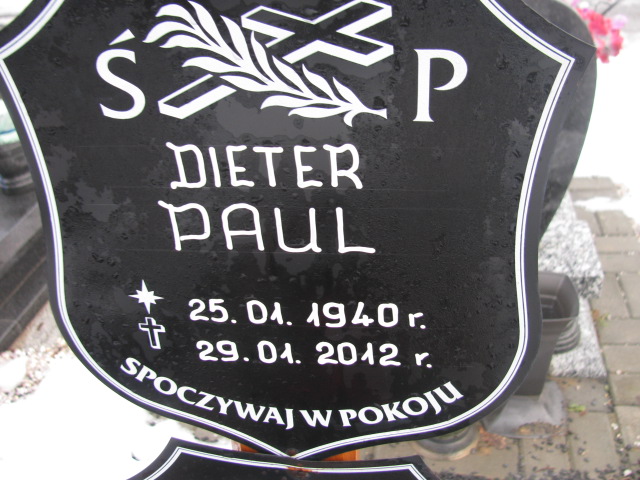 Ś P
DIETER
PAUL
25.01.1940 r.
29.01.2012 r.
SPOCZYWAJ W POKOJU